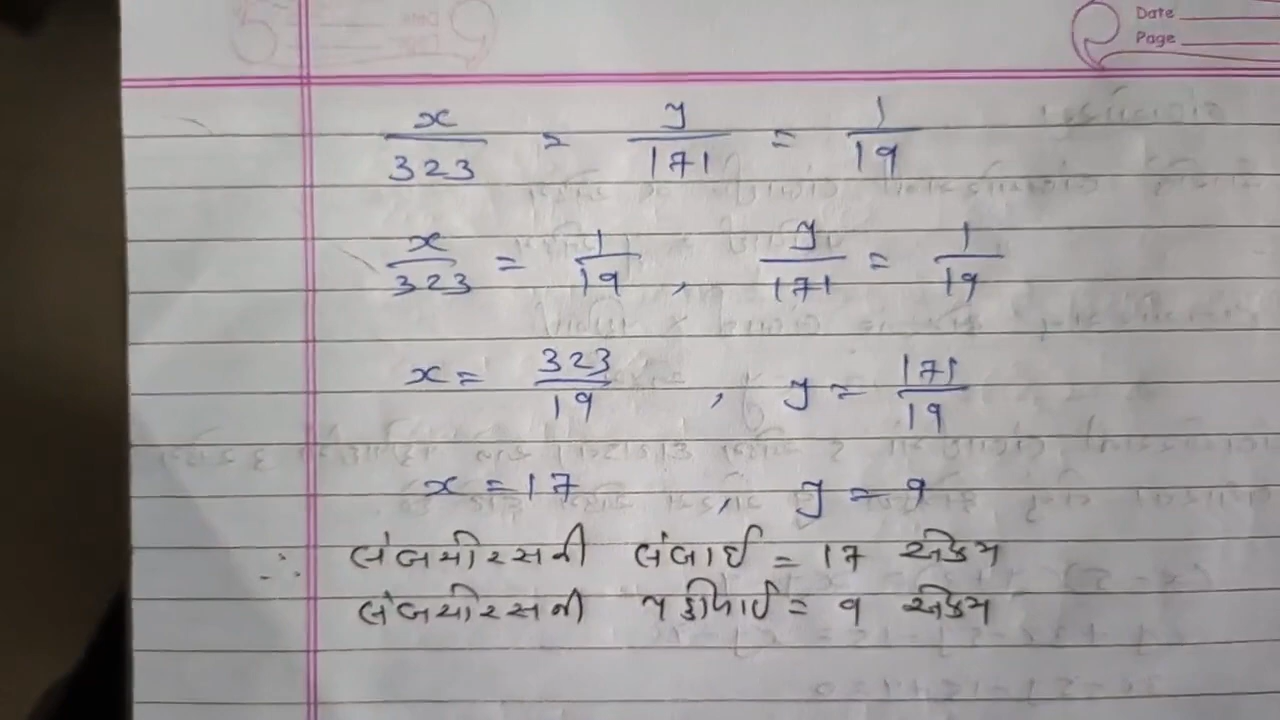 Date
Page
x/323 = y/171 = 1/19
x/323 = 1/19 , y/171 = 1/19
x = 323/19 , y = 171/19
x = 17 , y = 9
∴ લંબચોરસની લંબાઈ = 17 એકમ
લંબચોરસની પહોળાઈ = 9 એકમ